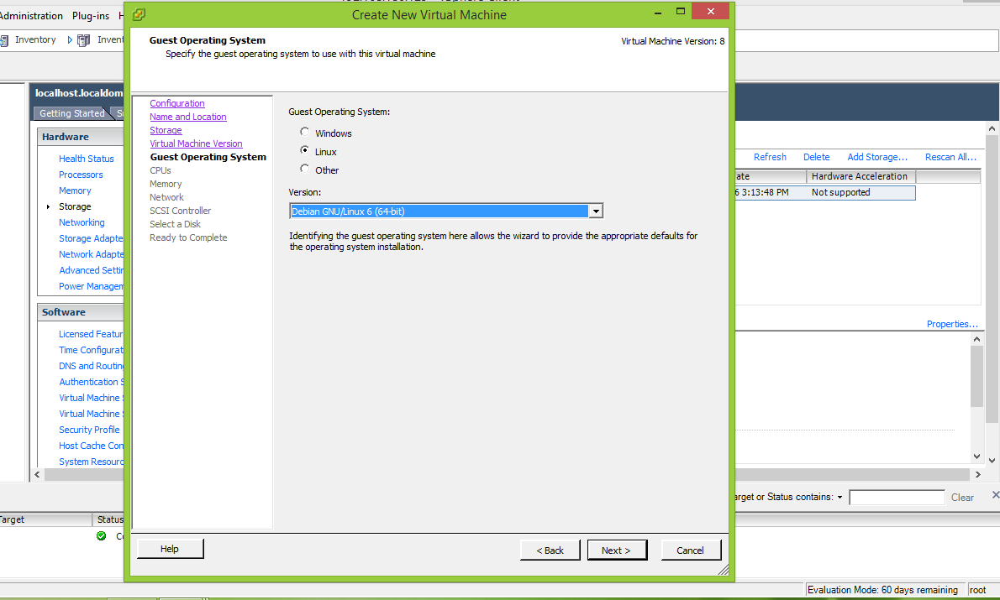 Create New Virtual Machine
Administration Plug-ins
Inventory
Guest Operating System
Specify the guest operating system to use with this virtual machine
Virtual Machine Version: 8
localhost.localdom
Getting Started
Hardware
Health Status
Processors
Memory
Storage
Networking
Storage Adapte
Network Adapte
Advanced Settin
Power Managem
Software
Licensed Featur
Time Configurat
DNS and Routing
Authentication S
Virtual Machine S
Virtual Machine S
Security Profile
Host Cache Con
System Resourc
Configuration
Name and Location
Storage
Virtual Machine Version
Guest Operating System
CPUs
Memory
Network
SCSI Controller
Select a Disk
Ready to Complete
Guest Operating System:
Windows
Linux
Other
Version:
Debian GNU/Linux 6 (64-bit)
Identifying the guest operating system here allows the wizard to provide the appropriate defaults for
the operating system installation.
Refresh Delete Add Storage... Rescan All...
ate Hardware Acceleration
6 3:13:48 PM Not supported
Properties...
arget or Status contains: Clear
Target Status
Help < Back Next > Cancel
Evaluation Mode: 60 days remaining root